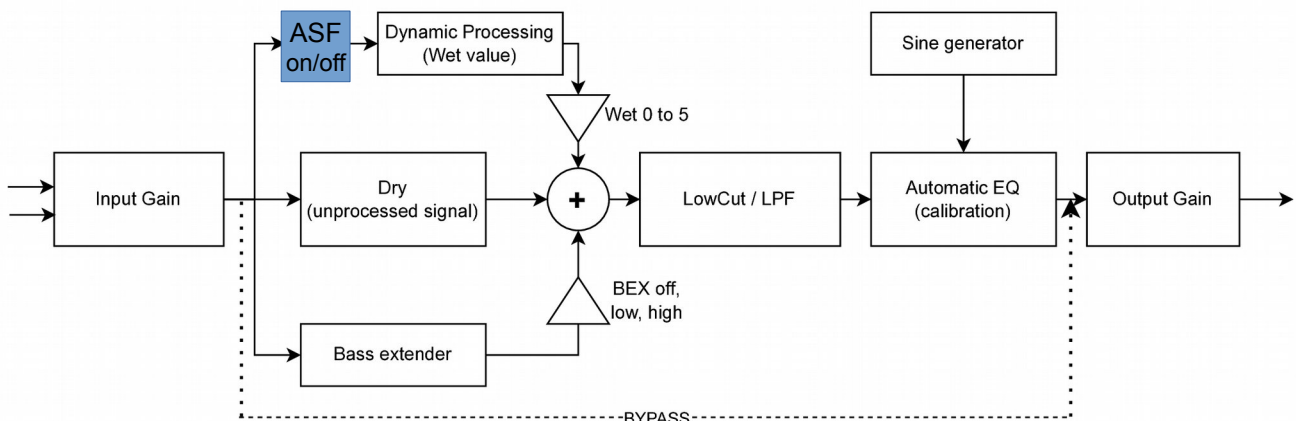 ASF
on/off
Dynamic Processing
(Wet value)
Sine generator
Wet 0 to 5
Input Gain
Dry
(unprocessed signal)
+
LowCut / LPF
Automatic EQ
(calibration)
Output Gain
BEX off,
low, high
Bass extender
BYPASS